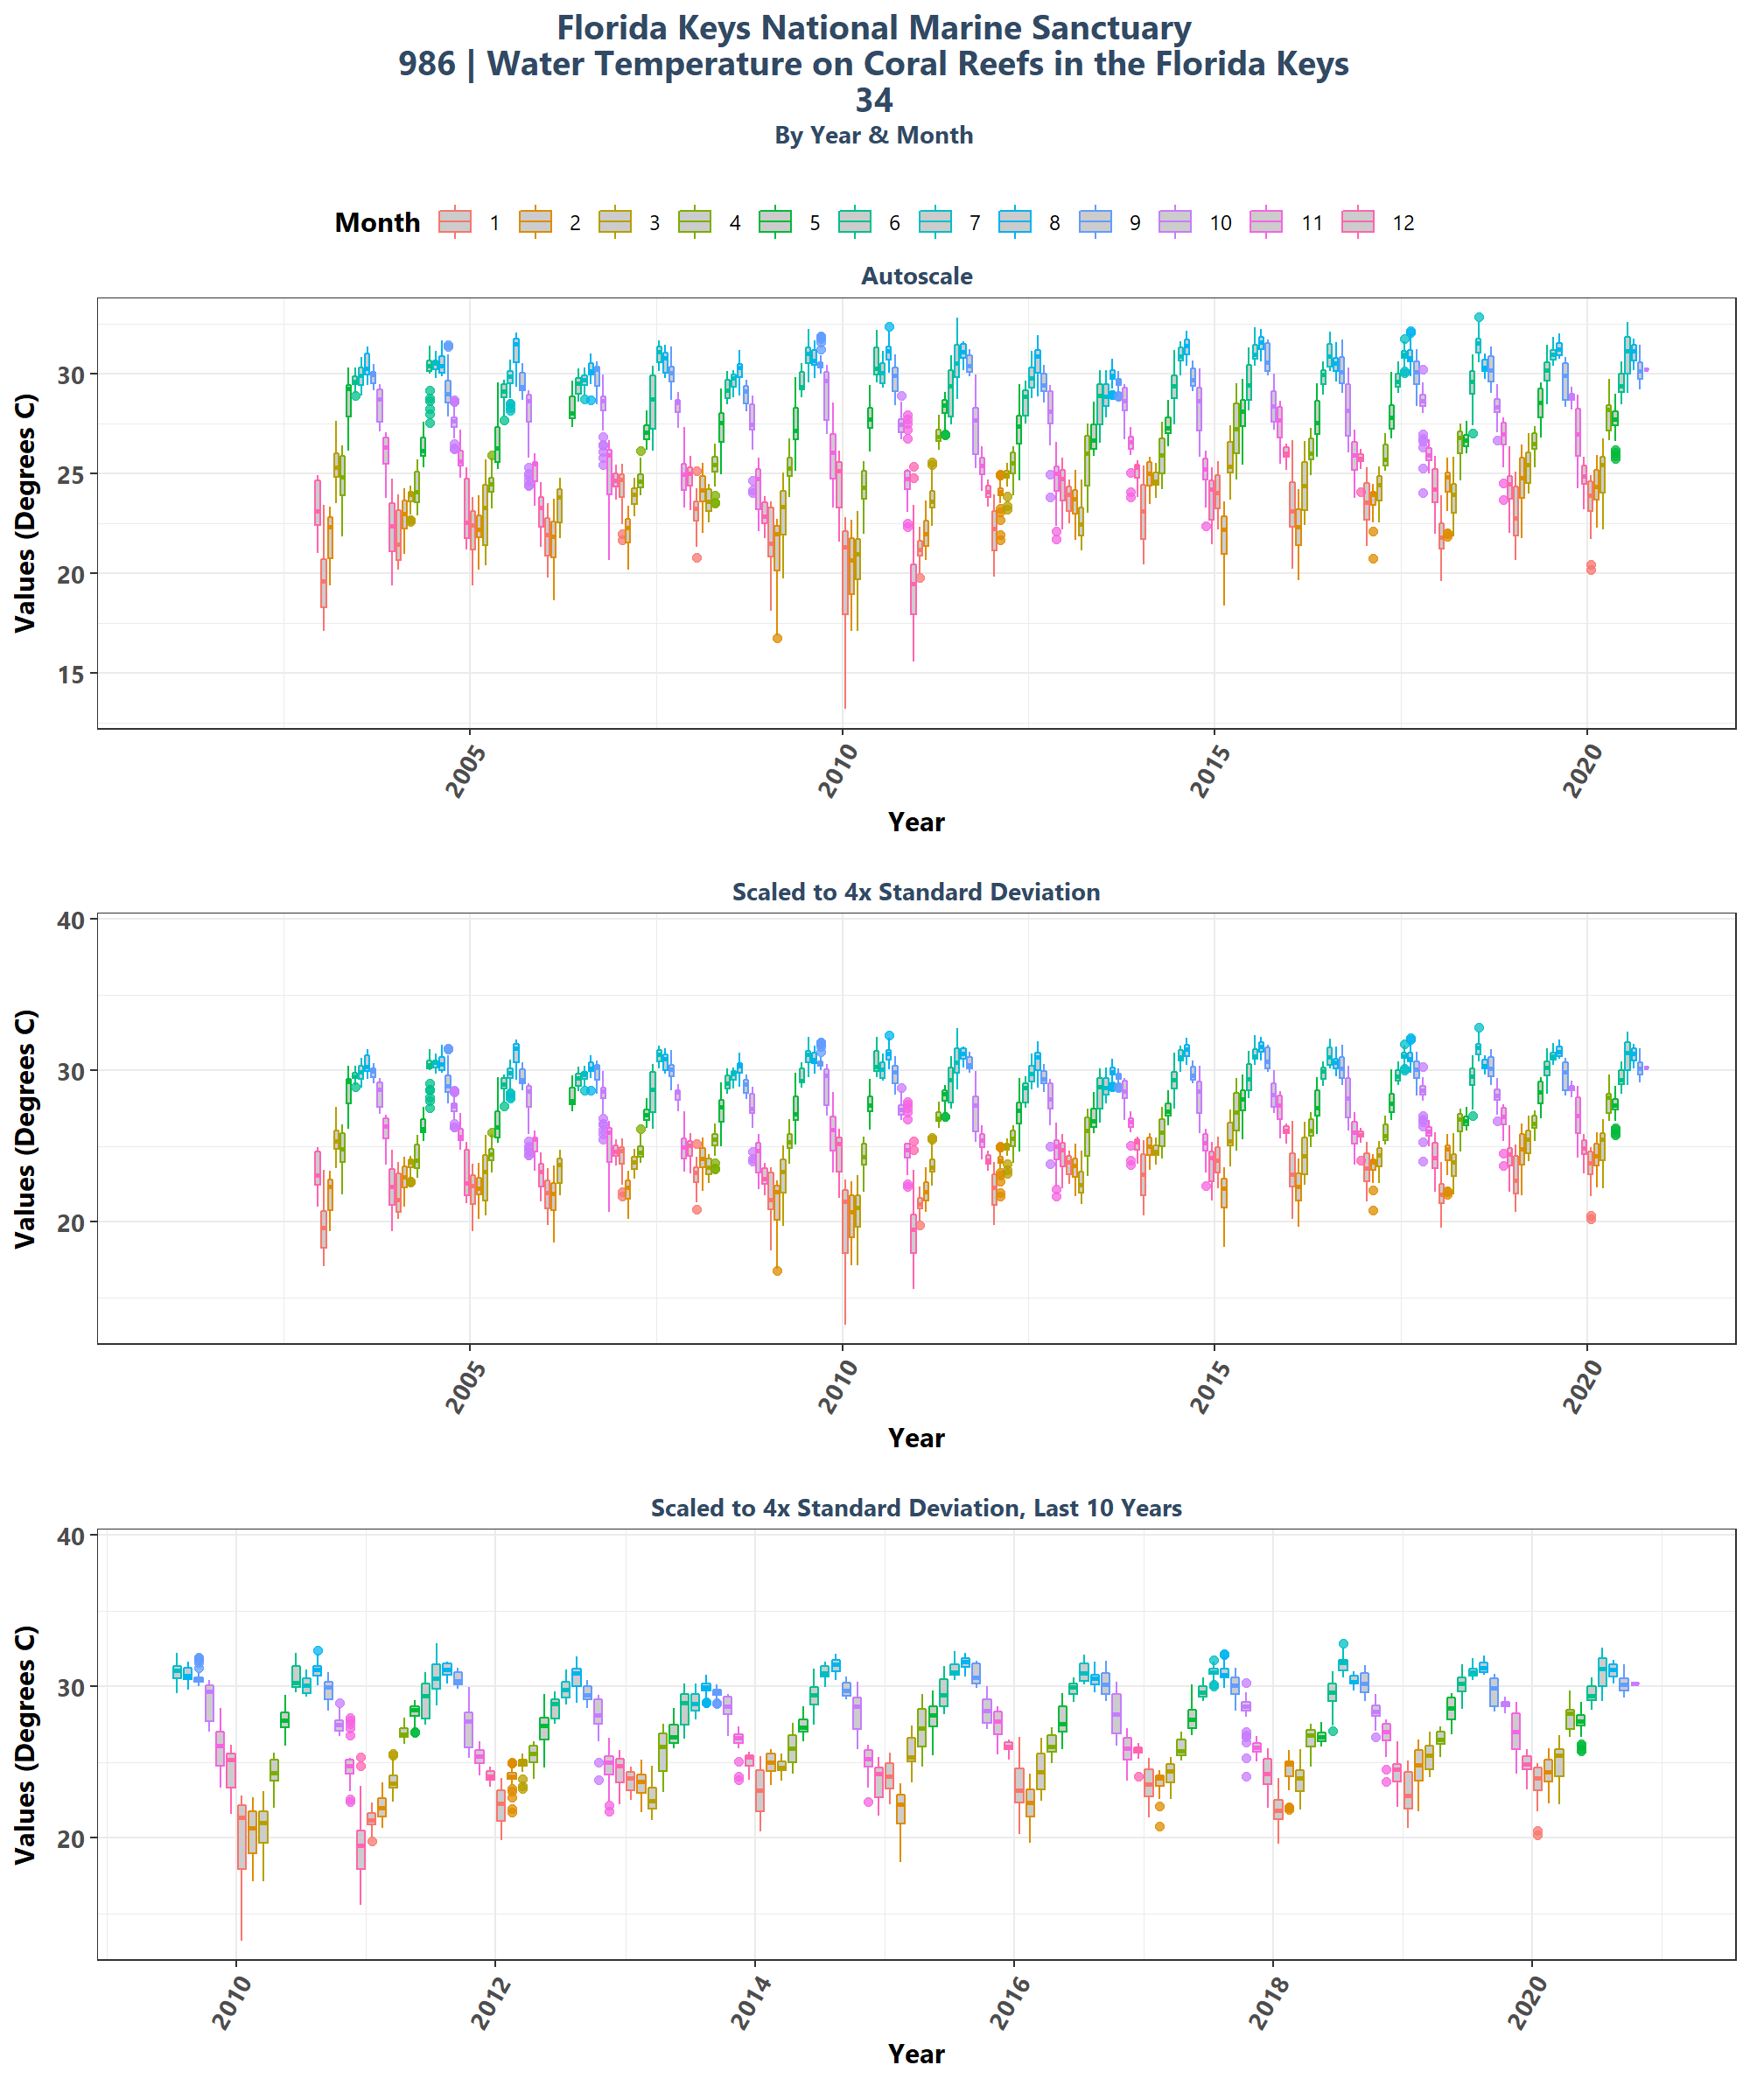 Florida Keys National Marine Sanctuary
986 | Water Temperature on Coral Reefs in the Florida Keys
34
By Year & Month
Month 1 2 3 4 5 6 7 8 9 10 11 12
Autoscale
Values (Degrees C)
30
25
20
15
2005 2010 2015 2020
Year
Scaled to 4x Standard Deviation
Values (Degrees C)
40
30
20
2005 2010 2015 2020
Year
Scaled to 4x Standard Deviation, Last 10 Years
Values (Degrees C)
40
30
20
2010 2012 2014 2016 2018 2020
Year